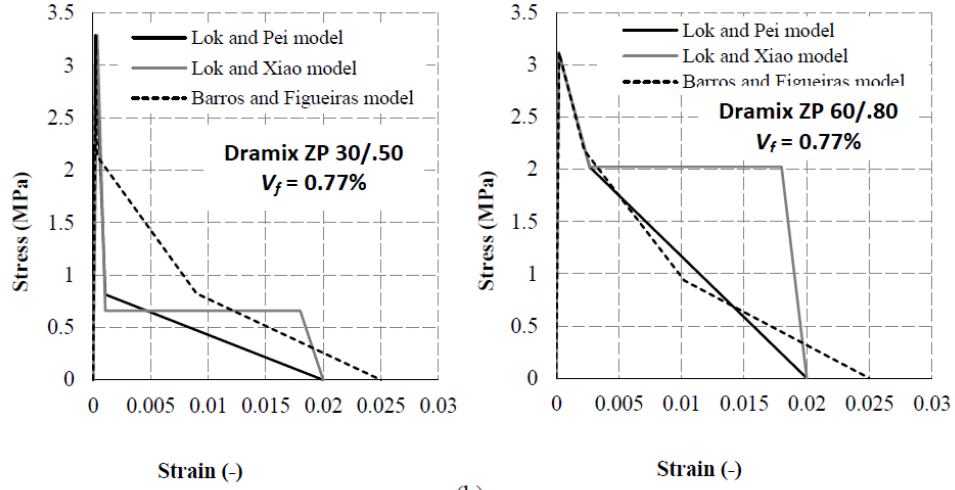 3.5
3
2.5
2
1.5
1
0.5
0
Stress (MPa)
Lok and Pei model
Lok and Xiao model
Barros and Figueiras model
Dramix ZP 30/.50
Vf = 0.77%
0 0.005 0.01 0.015 0.02 0.025 0.03
Strain (-)
3.5
3
2.5
2
1.5
1
0.5
0
Stress (MPa)
Lok and Pei model
Lok and Xiao model
Barros and Figueiras model
Dramix ZP 60/.80
Vf = 0.77%
0 0.005 0.01 0.015 0.02 0.025 0.03
Strain (-)